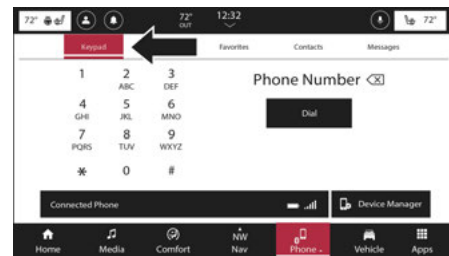 72° 72° OUT 12:32 72°
Keypad Favorites Contacts Messages
1 2 3
ABC DEF
Phone Number
4 5 6
GHI JKL MNO
Dial
7 8 9
PQRS TUV WXYZ
* 0 #
Connected Phone Device Manager
Home Media Comfort Nav Phone Vehicle Apps